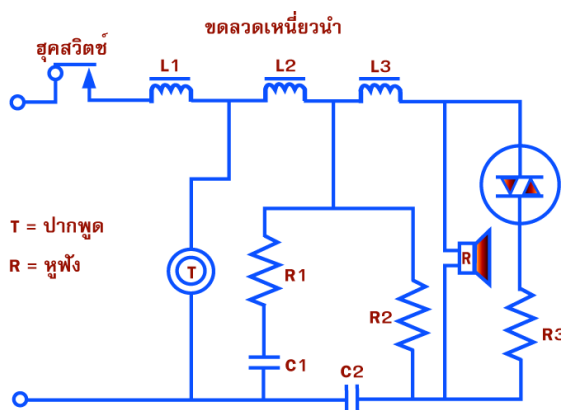 ขดลวดเหนี่ยวนำ
ฮุคสวิตช์
L1
L2
L3
T = ปากพูด
R = หูฟัง
T
R1
R2
R
R3
C1
C2